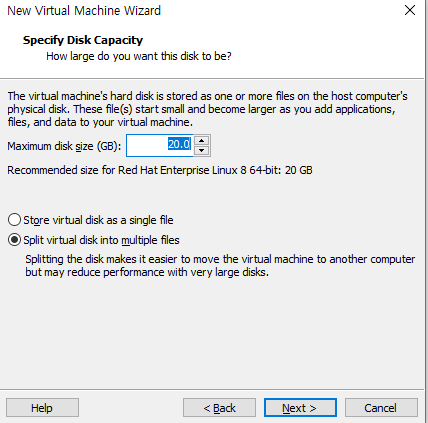 New Virtual Machine Wizard
Specify Disk Capacity
How large do you want this disk to be?
The virtual machine's hard disk is stored as one or more files on the host computer's
physical disk. These file(s) start small and become larger as you add applications,
files, and data to your virtual machine.
Maximum disk size (GB): 20.0
Recommended size for Red Hat Enterprise Linux 8 64-bit: 20 GB
Store virtual disk as a single file
Split virtual disk into multiple files
Splitting the disk makes it easier to move the virtual machine to another computer
but may reduce performance with very large disks.
Help < Back Next > Cancel